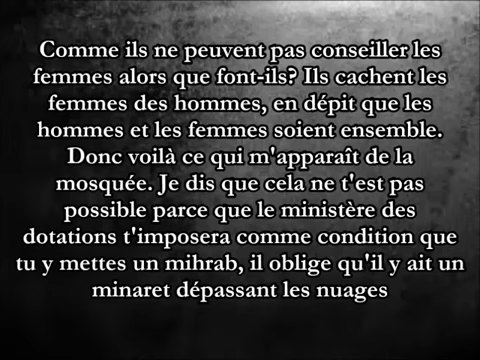 Comme ils ne peuvent pas conseiller les
femmes alors que font-ils? Ils cachent les
femmes des hommes, en dépit que les
hommes et les femmes soient ensemble.
Donc voilà ce qui m'apparaît de la
mosquée. Je dis que cela ne t'est pas
possible parce que le ministère des
dotations t'imposera comme condition que
tu y mettes un mihrab, il oblige qu'il y ait un
minaret dépassant les nuages